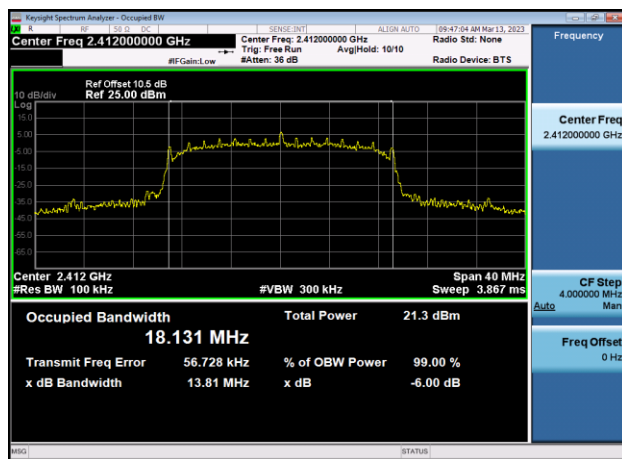 Keysight Spectrum Analyzer - Occupied BW
R RF 50 Ω DC SENSE:INT ALIGN AUTO 09:47:04 AM Mar 13, 2023
Center Freq 2.412000000 GHz Center Freq: 2.412000000 GHz Radio Std: None Frequency
Trig: Free Run Avg|Hold: 10/10
#IFGain:Low #Atten: 36 dB Radio Device: BTS
Ref Offset 10.5 dB
10 dB/div Ref 25.00 dBm
Log
15.0
5.00
-5.00
-15.0
-25.0
-35.0
-45.0
-55.0
-65.0
Center Freq
2.412000000 GHz
Center 2.412 GHz Span 40 MHz
#Res BW 100 kHz #VBW 300 kHz Sweep 3.867 ms
CF Step
4.000000 MHz
Auto Man
Occupied Bandwidth Total Power 21.3 dBm
18.131 MHz
Freq Offset
0 Hz
Transmit Freq Error 56.728 kHz % of OBW Power 99.00 %
x dB Bandwidth 13.81 MHz x dB -6.00 dB
MSG STATUS